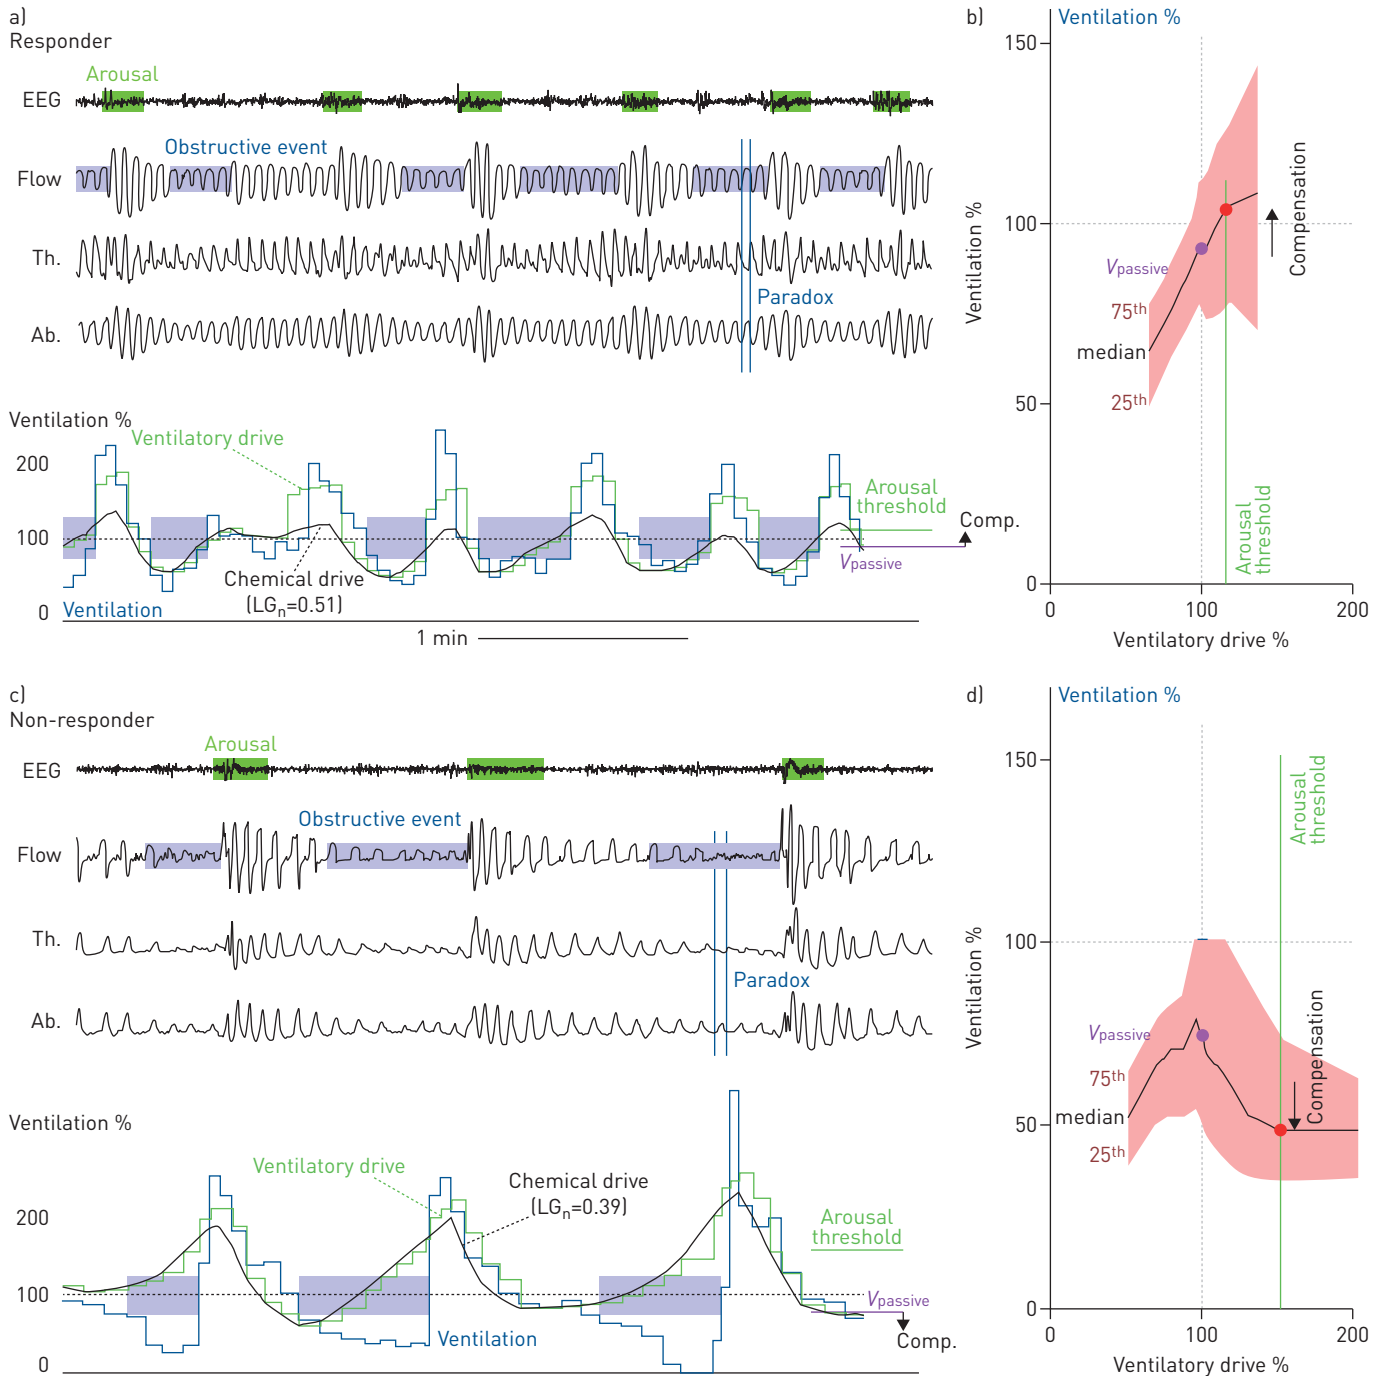 a)
Responder
Arousal
EEG
Obstructive event
Flow
Th.
Paradox
Ab.
Ventilation %
Ventilatory drive
200
100
0
Arousal
threshold
Comp.
Vpassive
Chemical drive
(LGn=0.51)
Ventilation
1 min
b)
Ventilation %
150
100
50
0
Ventilation %
Vpassive
75th
median
25th
Compensation
Arousal
threshold
0
100
200
Ventilatory drive %
c)
Non-responder
Arousal
EEG
Obstructive event
Flow
Th.
Paradox
Ab.
Ventilation %
Ventilatory drive
Chemical drive
(LGn=0.39)
200
100
0
Arousal
threshold
Vpassive
Comp.
Ventilation
d)
Ventilation %
150
100
50
0
Ventilation %
Arousal
threshold
Vpassive
75th
median
25th
Compensation
0
100
200
Ventilatory drive %